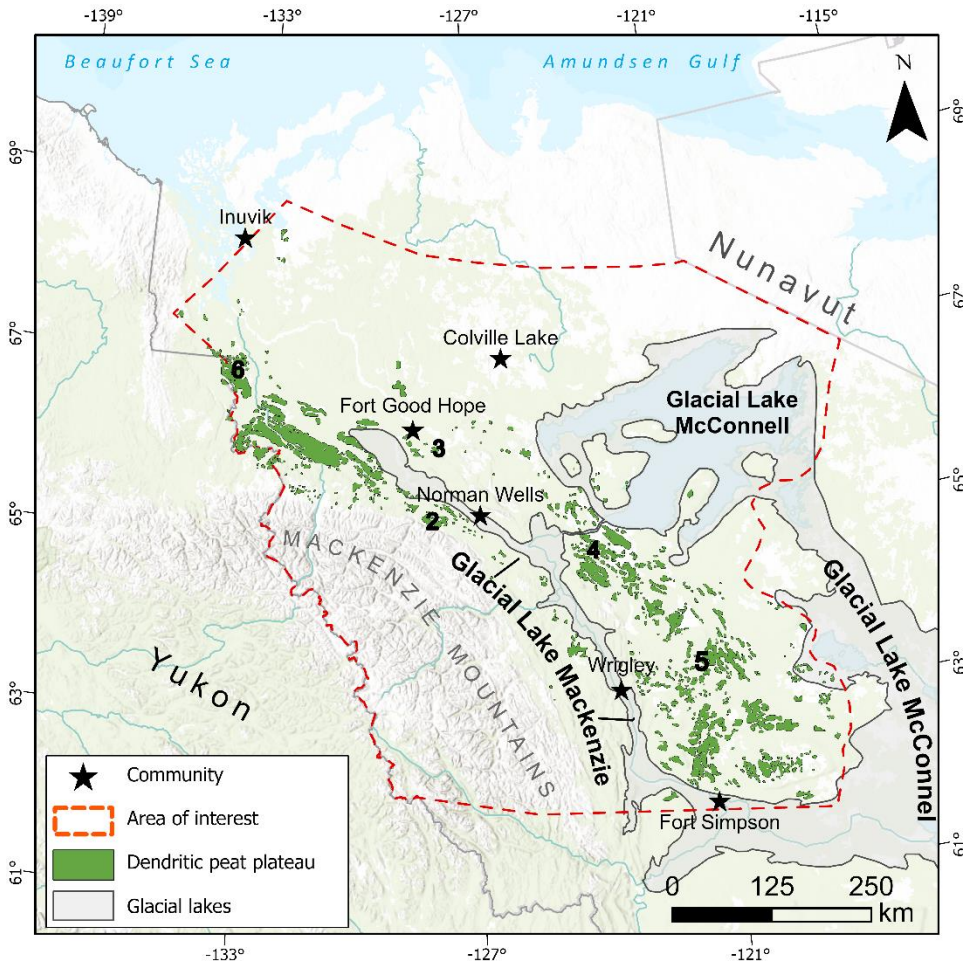 -139°
-133°
-127°
-121°
-115°
Beaufort Sea
Amundsen Gulf
N
69°
69°
Inuvik
Nunavut
67°
67°
Colville Lake
6
Glacial Lake
McConnell
Fort Good Hope
3
65°
65°
Norman Wells
2
4
MACKENZIE MOUNTAINS
Glacial Lake Mackenzie
Glacial Lake McConnel
63°
63°
Yukon
5
Wrigley
Fort Simpson
61°
61°
Community
Area of interest
Dendritic peat plateau
Glacial lakes
0 125 250
km
-133°
-127°
-121°